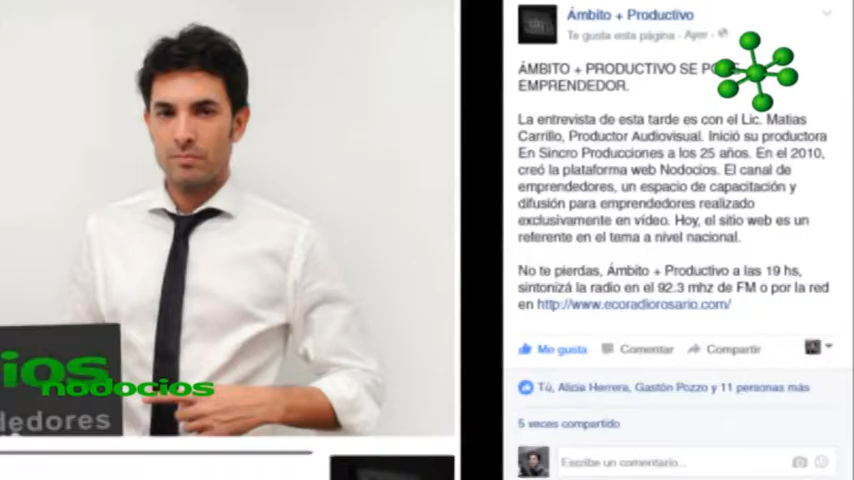 Ámbito + Productivo
Te gusta esta página · Ayer ·
ÁMBITO + PRODUCTIVO SE PO
EMPRENDEDOR.
La entrevista de esta tarde es con el Lic. Matias
Carrillo, Productor Audiovisual. Inició su productora
En Sincro Producciones a los 25 años. En el 2010,
creó la plataforma web Nodocios. El canal de
emprendedores, un espacio de capacitación y
difusión para emprendedores realizado
exclusivamente en vídeo. Hoy, el sitio web es un
referente en el tema a nivel nacional.
No te pierdas, Ámbito + Productivo a las 19 hs,
sintonizá la radio en el 92.3 mhz de FM o por la red
en http://www.ecoradiorosario.com/
Me gusta Comentar Compartir
Tú, Alicia Herrera, Gastón Pozzo y 11 personas más
5 veces compartido
Escribe un comentario...
ios
nodocios
dedores